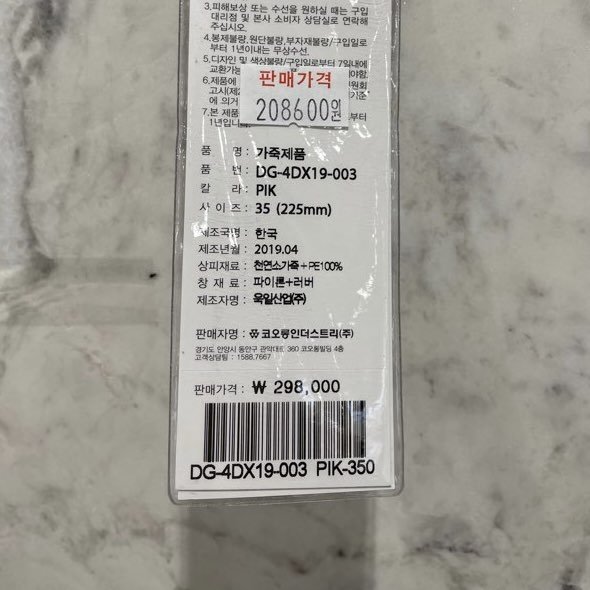 3.피해보상 또는 수선을 원하실 때는 구입
대리점 및 본사 소비자 상담실로 연락해
주십시오.
4.봉제불량,원단불량,부자재불량/구입일로
부터 1년이내는 무상수선.
5.디자인 및 색상불량/구입일로부터 7일내에
교환가능
6.제품에
고시(제2
에 의거
7.본 제품
부터
1년입니
판매가격
208600원
품 명 : 가죽제품
품 번 : DG-4DX19-003
칼 라 : PIK
사 이 즈 : 35 (225mm)
제조국명 : 한국
제조년월 : 2019.04
상피재료 : 천연소가죽+PE100%
창 재 료 : 파이론+러버
제조자명 : 욱일산업(주)
판매자명 : 코오롱인더스트리(주)
경기도 안양시 동안구 관악대로 360 코오롱빌딩 4층
고객상담팀 : 1588.7667
판매가격 : ₩ 298,000
DG-4DX19-003 PIK-350